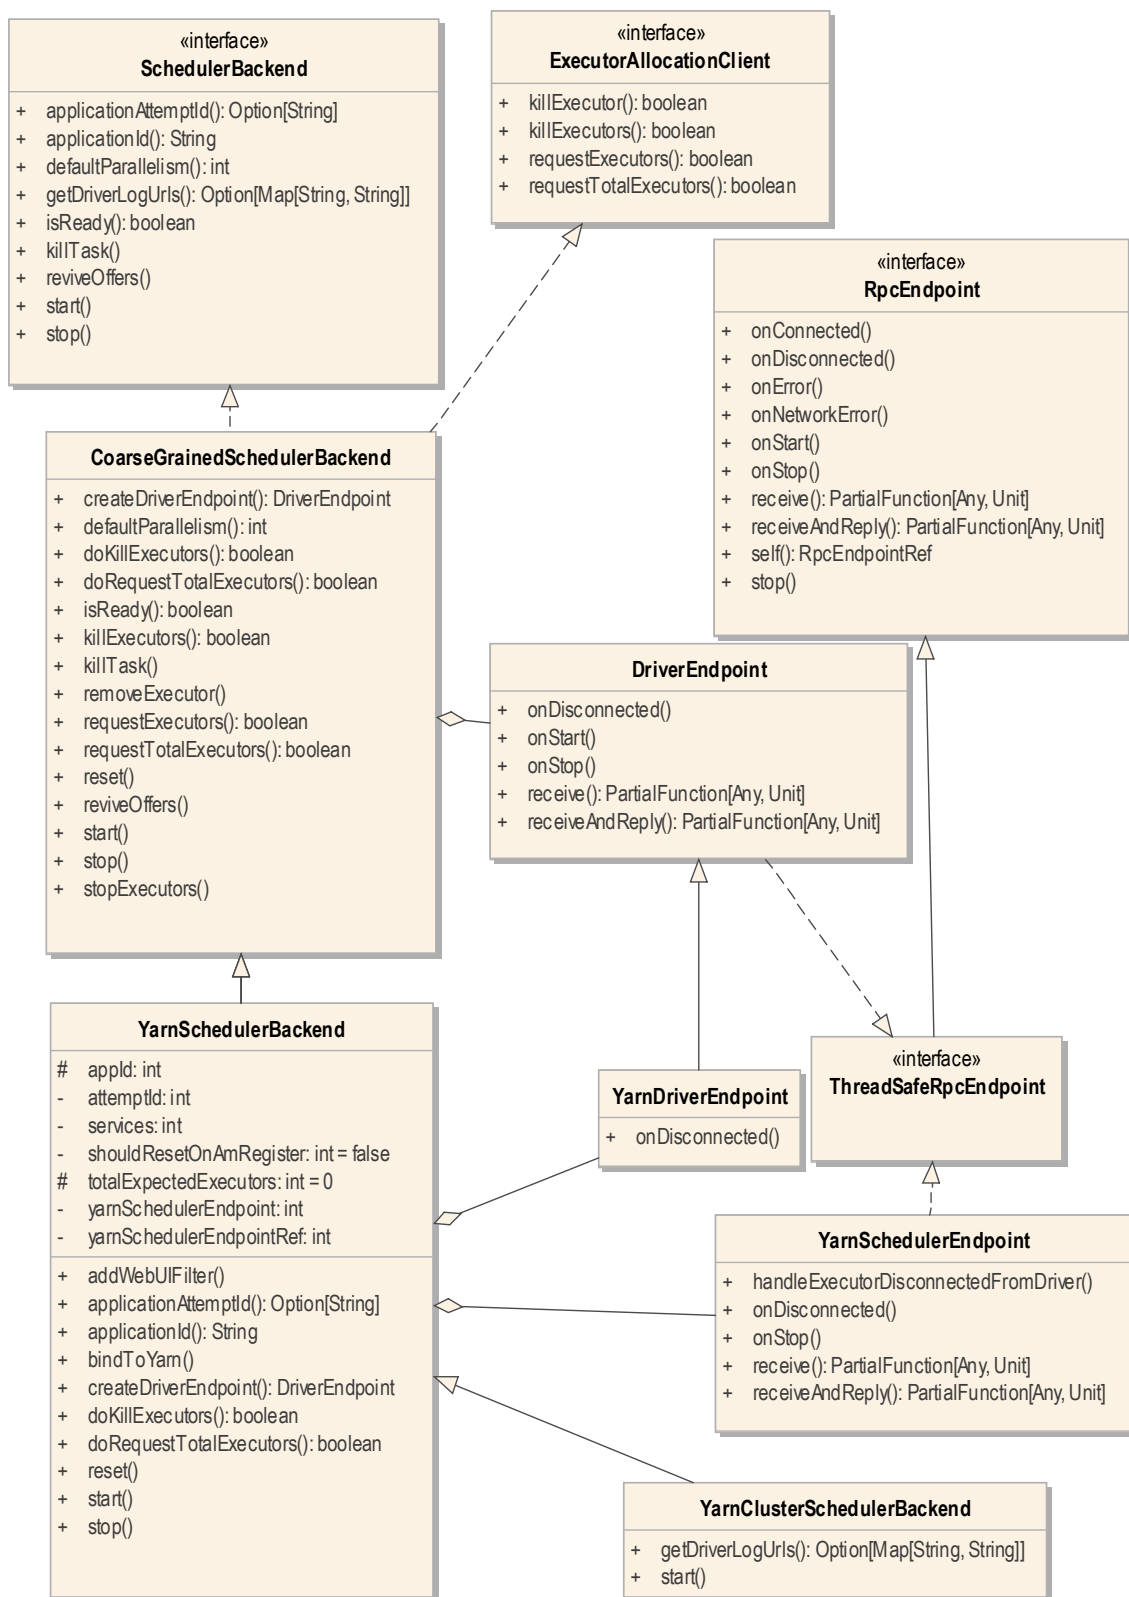 «interface»
SchedulerBackend
+ applicationAttemptId(): Option[String]
+ applicationId(): String
+ defaultParallelism(): int
+ getDriverLogUrls(): Option[Map[String, String]]
+ isReady(): boolean
+ killTask()
+ reviveOffers()
+ start()
+ stop()
«interface»
ExecutorAllocationClient
+ killExecutor(): boolean
+ killExecutors(): boolean
+ requestExecutors(): boolean
+ requestTotalExecutors(): boolean
«interface»
RpcEndpoint
+ onConnected()
+ onDisconnected()
+ onError()
+ onNetworkError()
+ onStart()
+ onStop()
+ receive(): PartialFunction[Any, Unit]
+ receiveAndReply(): PartialFunction[Any, Unit]
+ self(): RpcEndpointRef
+ stop()
CoarseGrainedSchedulerBackend
+ createDriverEndpoint(): DriverEndpoint
+ defaultParallelism(): int
+ doKillExecutors(): boolean
+ doRequestTotalExecutors(): boolean
+ isReady(): boolean
+ killExecutors(): boolean
+ killTask()
+ removeExecutor()
+ requestExecutors(): boolean
+ requestTotalExecutors(): boolean
+ reset()
+ reviveOffers()
+ start()
+ stop()
+ stopExecutors()
DriverEndpoint
+ onDisconnected()
+ onStart()
+ onStop()
+ receive(): PartialFunction[Any, Unit]
+ receiveAndReply(): PartialFunction[Any, Unit]
YarnSchedulerBackend
# appId: int
- attemptId: int
- services: int
- shouldResetOnAmRegister: int = false
# totalExpectedExecutors: int = 0
- yarnSchedulerEndpoint: int
- yarnSchedulerEndpointRef: int
+ addWebUIFilter()
+ applicationAttemptId(): Option[String]
+ applicationId(): String
+ bindToYarn()
+ createDriverEndpoint(): DriverEndpoint
+ doKillExecutors(): boolean
+ doRequestTotalExecutors(): boolean
+ reset()
+ start()
+ stop()
YarnDriverEndpoint
+ onDisconnected()
«interface»
ThreadSafeRpcEndpoint
YarnSchedulerEndpoint
+ handleExecutorDisconnectedFromDriver()
+ onDisconnected()
+ onStop()
+ receive(): PartialFunction[Any, Unit]
+ receiveAndReply(): PartialFunction[Any, Unit]
YarnClusterSchedulerBackend
+ getDriverLogUrls(): Option[Map[String, String]]
+ start()